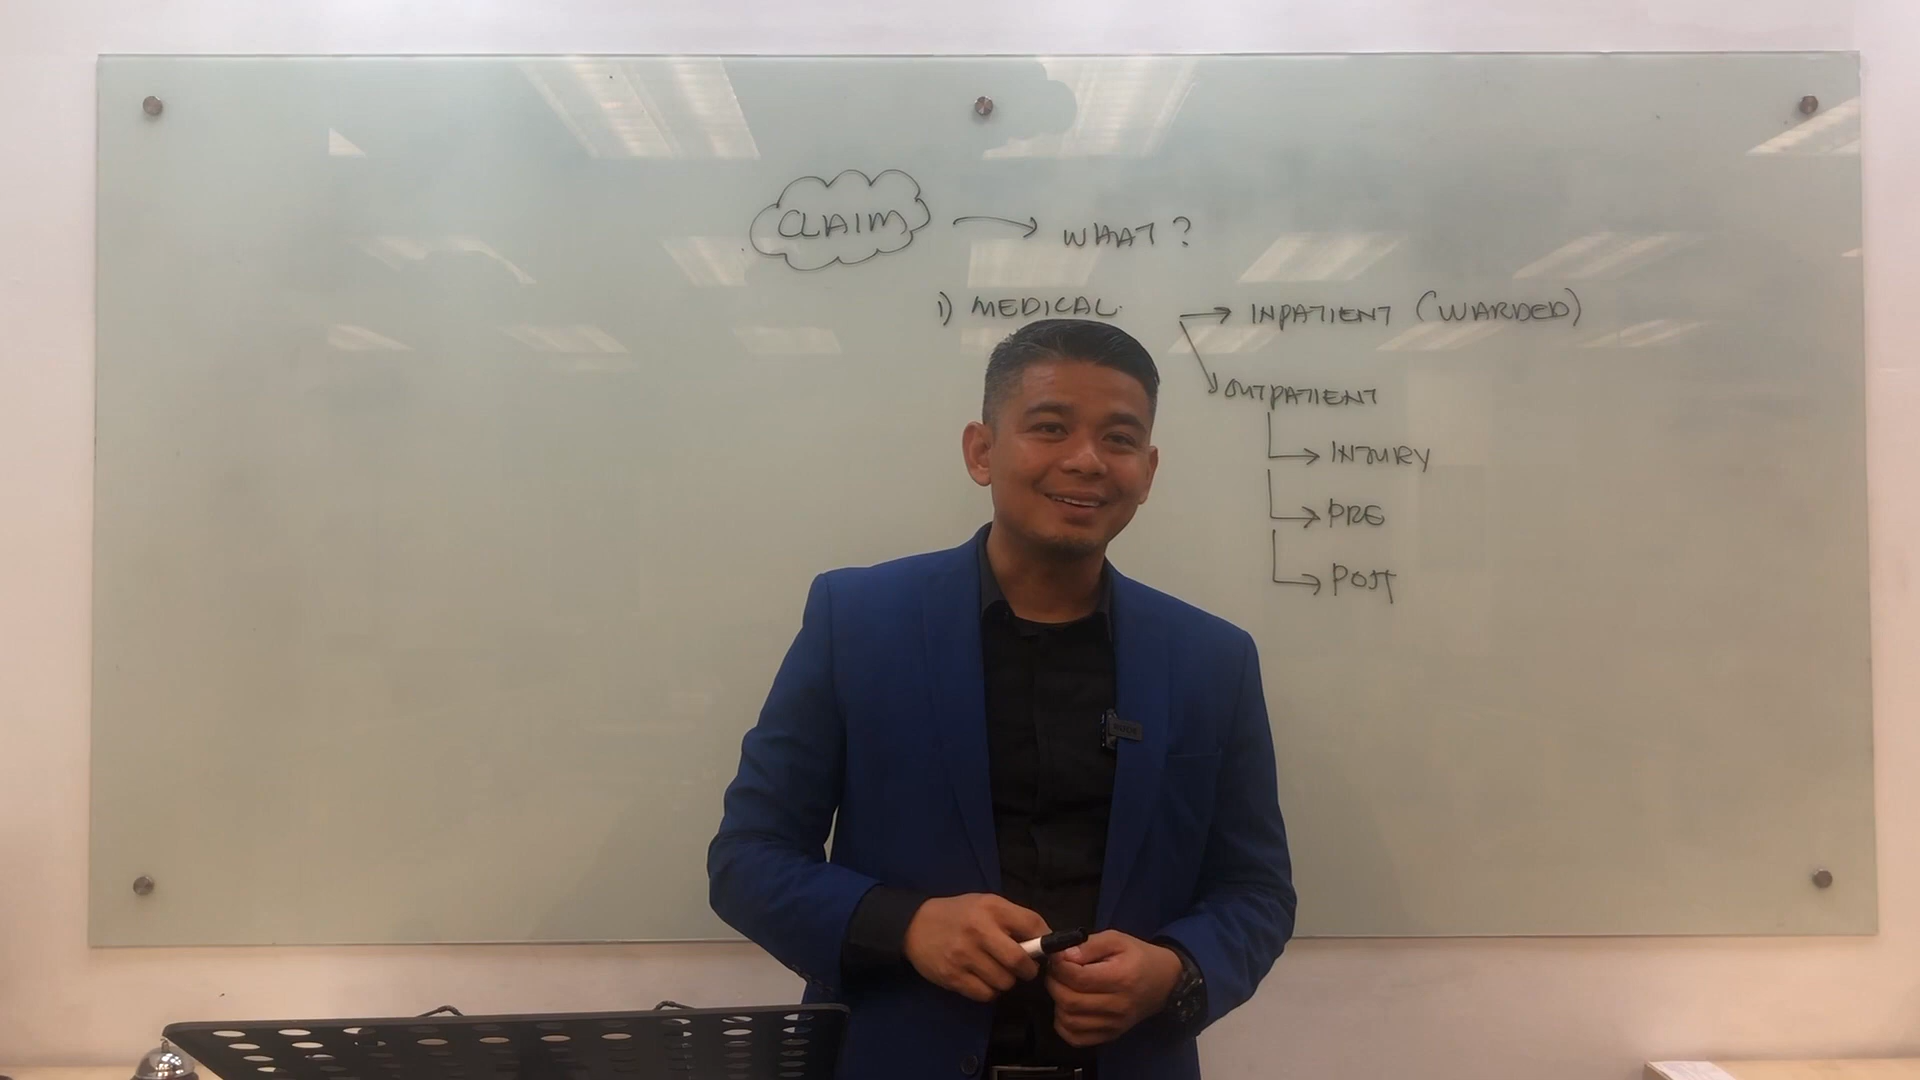 CLAIM → WHAT?
1) MEDICAL → INPATIENT (WARDED)
OUTPATIENT
→ INJURY
→ PRE
→ POST